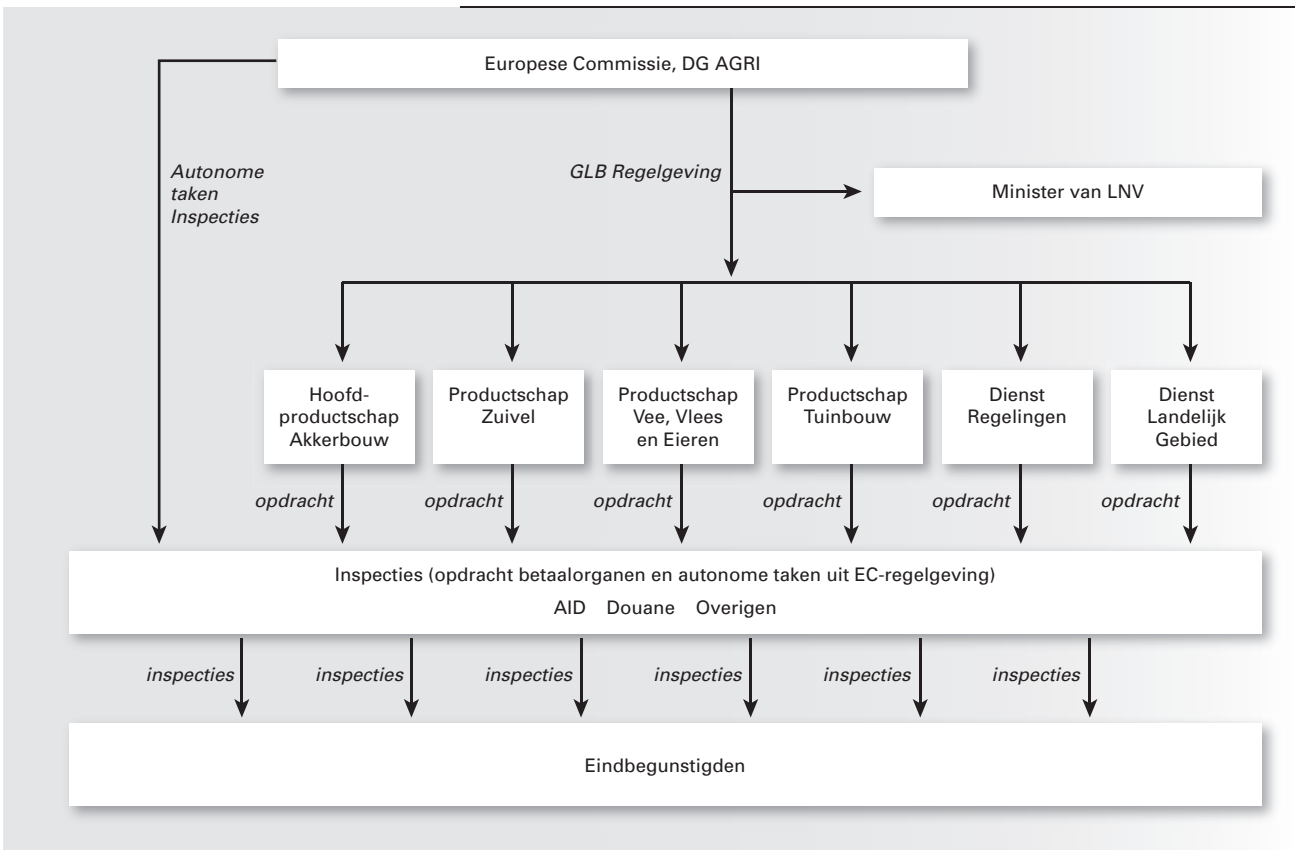 Europese Commissie, DG AGRI
Autonome
taken
Inspecties
GLB Regelgeving
Minister van LNV
Hoofd-
productschap
Akkerbouw
Productschap
Zuivel
Productschap
Vee, Vlees
en Eieren
Productschap
Tuinbouw
Dienst
Regelingen
Dienst
Landelijk
Gebied
opdracht
opdracht
opdracht
opdracht
opdracht
opdracht
Inspecties (opdracht betaalorganen en autonome taken uit EC-regelgeving)
AID Douane Overigen
inspecties
inspecties
inspecties
inspecties
inspecties
inspecties
Eindbegunstigden